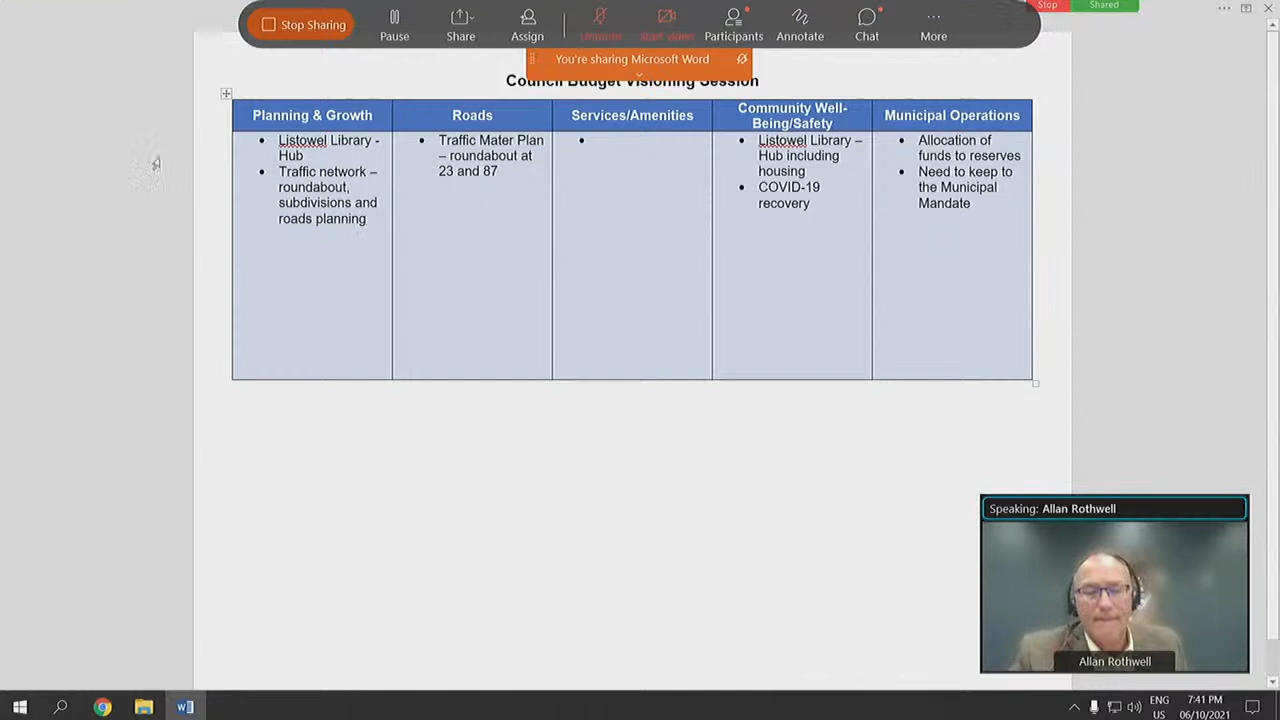 Stop Sharing
Pause
Share
Assign
Unmute
Start video
Participants
Annotate
Chat
More
Stop
Shared
You're sharing Microsoft Word
Council Budget Visioning Session
Planning & Growth
Roads
Services/Amenities
Community Well-
Being/Safety
Municipal Operations
• Listowel Library -
Hub
• Traffic network –
roundabout,
subdivisions and
roads planning
• Traffic Mater Plan
– roundabout at
23 and 87
•
• Listowel Library –
Hub including
housing
• COVID-19
recovery
• Allocation of
funds to reserves
• Need to keep to
the Municipal
Mandate
Speaking: Allan Rothwell
Allan Rothwell
ENG
US
7:41 PM
06/10/2021